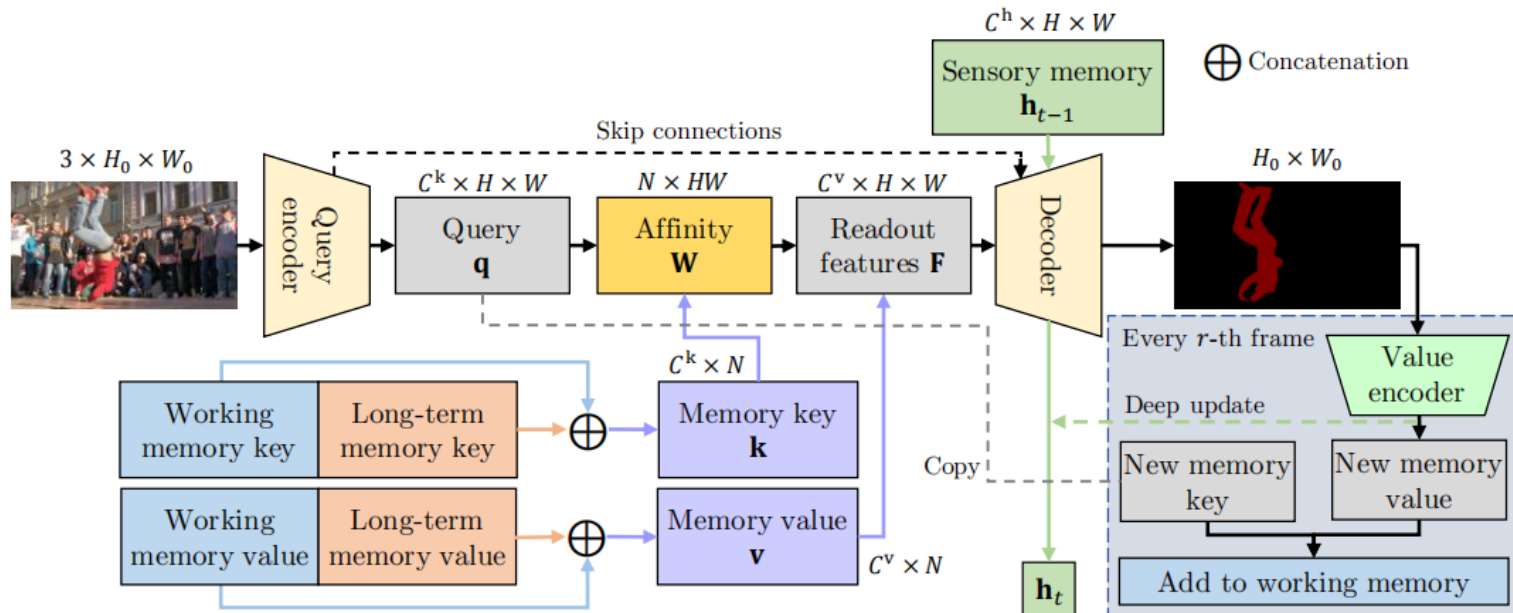 C^h × H × W
Sensory memory
h_{t−1}
⊕ Concatenation
Skip connections
3 × H_0 × W_0
Query
encoder
C^k × H × W
Query
q
N × HW
Affinity
W
C^v × H × W
Readout
features F
Decoder
H_0 × W_0
Every r-th frame
Value
encoder
Deep update
C^k × N
Working
memory key
Long-term
memory key
⊕
Memory key
k
Copy
New memory
key
New memory
value
Working
memory value
Long-term
memory value
⊕
Memory value
v
C^v × N
h_t
Add to working memory